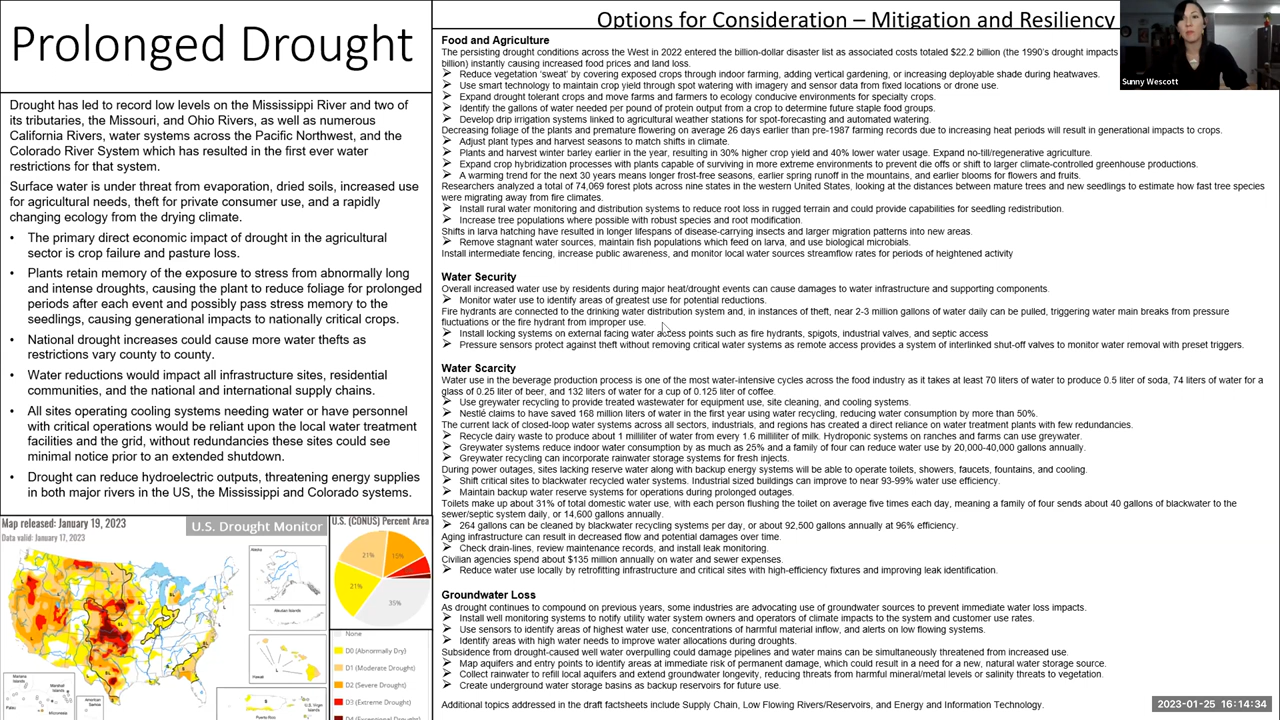 Prolonged Drought
Drought has led to record low levels on the Mississippi River and two of
its tributaries, the Missouri, and Ohio Rivers, as well as numerous
California Rivers, water systems across the Pacific Northwest, and the
Colorado River System which has resulted in the first ever water
restrictions for that system.
Surface water is under threat from evaporation, dried soils, increased use
for agricultural needs, theft for private consumer use, and a rapidly
changing ecology from the drying climate.
• The primary direct economic impact of drought in the agricultural
sector is crop failure and pasture loss.
• Plants retain memory of the exposure to stress from abnormally long
and intense droughts, causing the plant to reduce foliage for prolonged
periods after each event and possibly pass stress memory to the
seedlings, causing generational impacts to nationally critical crops.
• National drought increases could cause more water thefts as
restrictions vary county to county.
• Water reductions would impact all infrastructure sites, residential
communities, and the national and international supply chains.
• All sites operating cooling systems needing water or have personnel
with critical operations would be reliant upon the local water treatment
facilities and the grid, without redundancies these sites could see
minimal notice prior to an extended shutdown.
• Drought can reduce hydroelectric outputs, threatening energy supplies
in both major rivers in the US, the Mississippi and Colorado systems.
Map released: January 19, 2023
Data valid: January 17, 2023
U.S. Drought Monitor
U.S. (CONUS) Percent Area
21%
10%
21%
35%
None
D0 (Abnormally Dry)
D1 (Moderate Drought)
D2 (Severe Drought)
D3 (Extreme Drought)
D4 (Exceptional Drought)
Options for Consideration – Mitigation and Resiliency
Sunny Wescott
Food and Agriculture
The persisting drought conditions across the West in 2022 entered the billion-dollar disaster list as associated costs totaled $22.2 billion (the 1990's drought impacts
billion) instantly causing increased food prices and land loss.
➢ Reduce vegetation 'sweat' by covering exposed crops through indoor farming, adding vertical gardening, or increasing deployable shade during heatwaves.
➢ Use smart technology to maintain crop yield through spot watering with imagery and sensor data from fixed locations or drone use.
➢ Expand drought tolerant crops and move farms and farmers to ecology conducive environments for specialty crops.
➢ Identify the gallons of water needed per pound of protein output from a crop to determine future staple food groups.
➢ Develop drip irrigation systems linked to agricultural weather stations for spot-forecasting and automated watering.
Decreasing foliage of the plants and premature flowering on average 26 days earlier than pre-1987 farming records due to increasing heat periods will result in generational impacts to crops.
➢ Adjust plant types and harvest seasons to match shifts in climate.
➢ Plants and harvest winter barley earlier in the year, resulting in 30% higher crop yield and 40% lower water usage. Expand no-till/regenerative agriculture.
➢ Expand crop hybridization processes with plants capable of surviving in more extreme environments to prevent die offs or shift to larger climate-controlled greenhouse productions.
➢ A warming trend for the next 30 years means longer frost-free seasons, earlier spring runoff in the mountains, and earlier blooms for flowers and fruits.
Researchers analyzed a total of 74,069 forest plots across nine states in the western United States, looking at the distances between mature trees and new seedlings to estimate how fast tree species
were migrating away from fire climates.
➢ Install rural water monitoring and distribution systems to reduce root loss in rugged terrain and could provide capabilities for seedling redistribution.
➢ Increase tree populations where possible with robust species and root modification.
Shifts in larva hatching have resulted in longer lifespans of disease-carrying insects and larger migration patterns into new areas.
➢ Remove stagnant water sources, maintain fish populations which feed on larva, and use biological microbials.
Install intermediate fencing, increase public awareness, and monitor local water sources streamflow rates for periods of heightened activity
Water Security
Overall increased water use by residents during major heat/drought events can cause damages to water infrastructure and supporting components.
➢ Monitor water use to identify areas of greatest use for potential reductions.
Fire hydrants are connected to the drinking water distribution system and, in instances of theft, near 2-3 million gallons of water daily can be pulled, triggering water main breaks from pressure
fluctuations or the fire hydrant from improper use.
➢ Install locking systems on external facing water access points such as fire hydrants, spigots, industrial valves, and septic access
➢ Pressure sensors protect against theft without removing critical water systems as remote access provides a system of interlinked shut-off valves to monitor water removal with preset triggers.
Water Scarcity
Water use in the beverage production process is one of the most water-intensive cycles across the food industry as it takes at least 70 liters of water to produce 0.5 liter of soda, 74 liters of water for a
glass of 0.25 liter of beer, and 132 liters of water for a cup of 0.125 liter of coffee.
➢ Use greywater recycling to provide treated wastewater for equipment use, site cleaning, and cooling systems.
➢ Nestlé claims to have saved 168 million liters of water in the first year using water recycling, reducing water consumption by more than 50%.
The current lack of closed-loop water systems across all sectors, industrials, and regions has created a direct reliance on water treatment plants with few redundancies.
➢ Recycle dairy waste to produce about 1 milliliter of water from every 1.6 milliliter of milk. Hydroponic systems on ranches and farms can use greywater.
➢ Greywater systems reduce indoor water consumption by as much as 25% and a family of four can reduce water use by 20,000-40,000 gallons annually.
➢ Greywater recycling can incorporate rainwater storage systems for fresh injects.
During power outages, sites lacking reserve water along with backup energy systems will be able to operate toilets, showers, faucets, fountains, and cooling.
➢ Shift critical sites to blackwater recycled water systems. Industrial sized buildings can improve to near 93-99% water use efficiency.
➢ Maintain backup water reserve systems for operations during prolonged outages.
Toilets make up about 31% of total domestic water use, with each person flushing the toilet on average five times each day, meaning a family of four sends about 40 gallons of blackwater to the
sewer/septic system daily, or 14,600 gallons annually.
➢ 264 gallons can be cleaned by blackwater recycling systems per day, or about 92,500 gallons annually at 96% efficiency.
Aging infrastructure can result in decreased flow and potential damages over time.
➢ Check drain-lines, review maintenance records, and install leak monitoring.
Civilian agencies spend about $135 million annually on water and sewer expenses.
➢ Reduce water use locally by retrofitting infrastructure and critical sites with high-efficiency fixtures and improving leak identification.
Groundwater Loss
As drought continues to compound on previous years, some industries are advocating use of groundwater sources to prevent immediate water loss impacts.
➢ Install well monitoring systems to notify utility water system owners and operators of climate impacts to the system and customer use rates.
➢ Use sensors to identify areas of highest water use, concentrations of harmful material inflow, and alerts on low flowing systems.
➢ Identify areas with high water needs to improve water allocations during droughts.
Subsidence from drought-caused well water overpulling could damage pipelines and water mains can be simultaneously threatened from increased use.
➢ Map aquifers and entry points to identify areas at immediate risk of permanent damage, which could result in a need for a new, natural water storage source.
➢ Collect rainwater to refill local aquifers and extend groundwater longevity, reducing threats from harmful mineral/metal levels or salinity threats to vegetation.
➢ Create underground water storage basins as backup reservoirs for future use.
Additional topics addressed in the draft factsheets include Supply Chain, Low Flowing Rivers/Reservoirs, and Energy and Information Technology.
2023-01-25 16:14:34